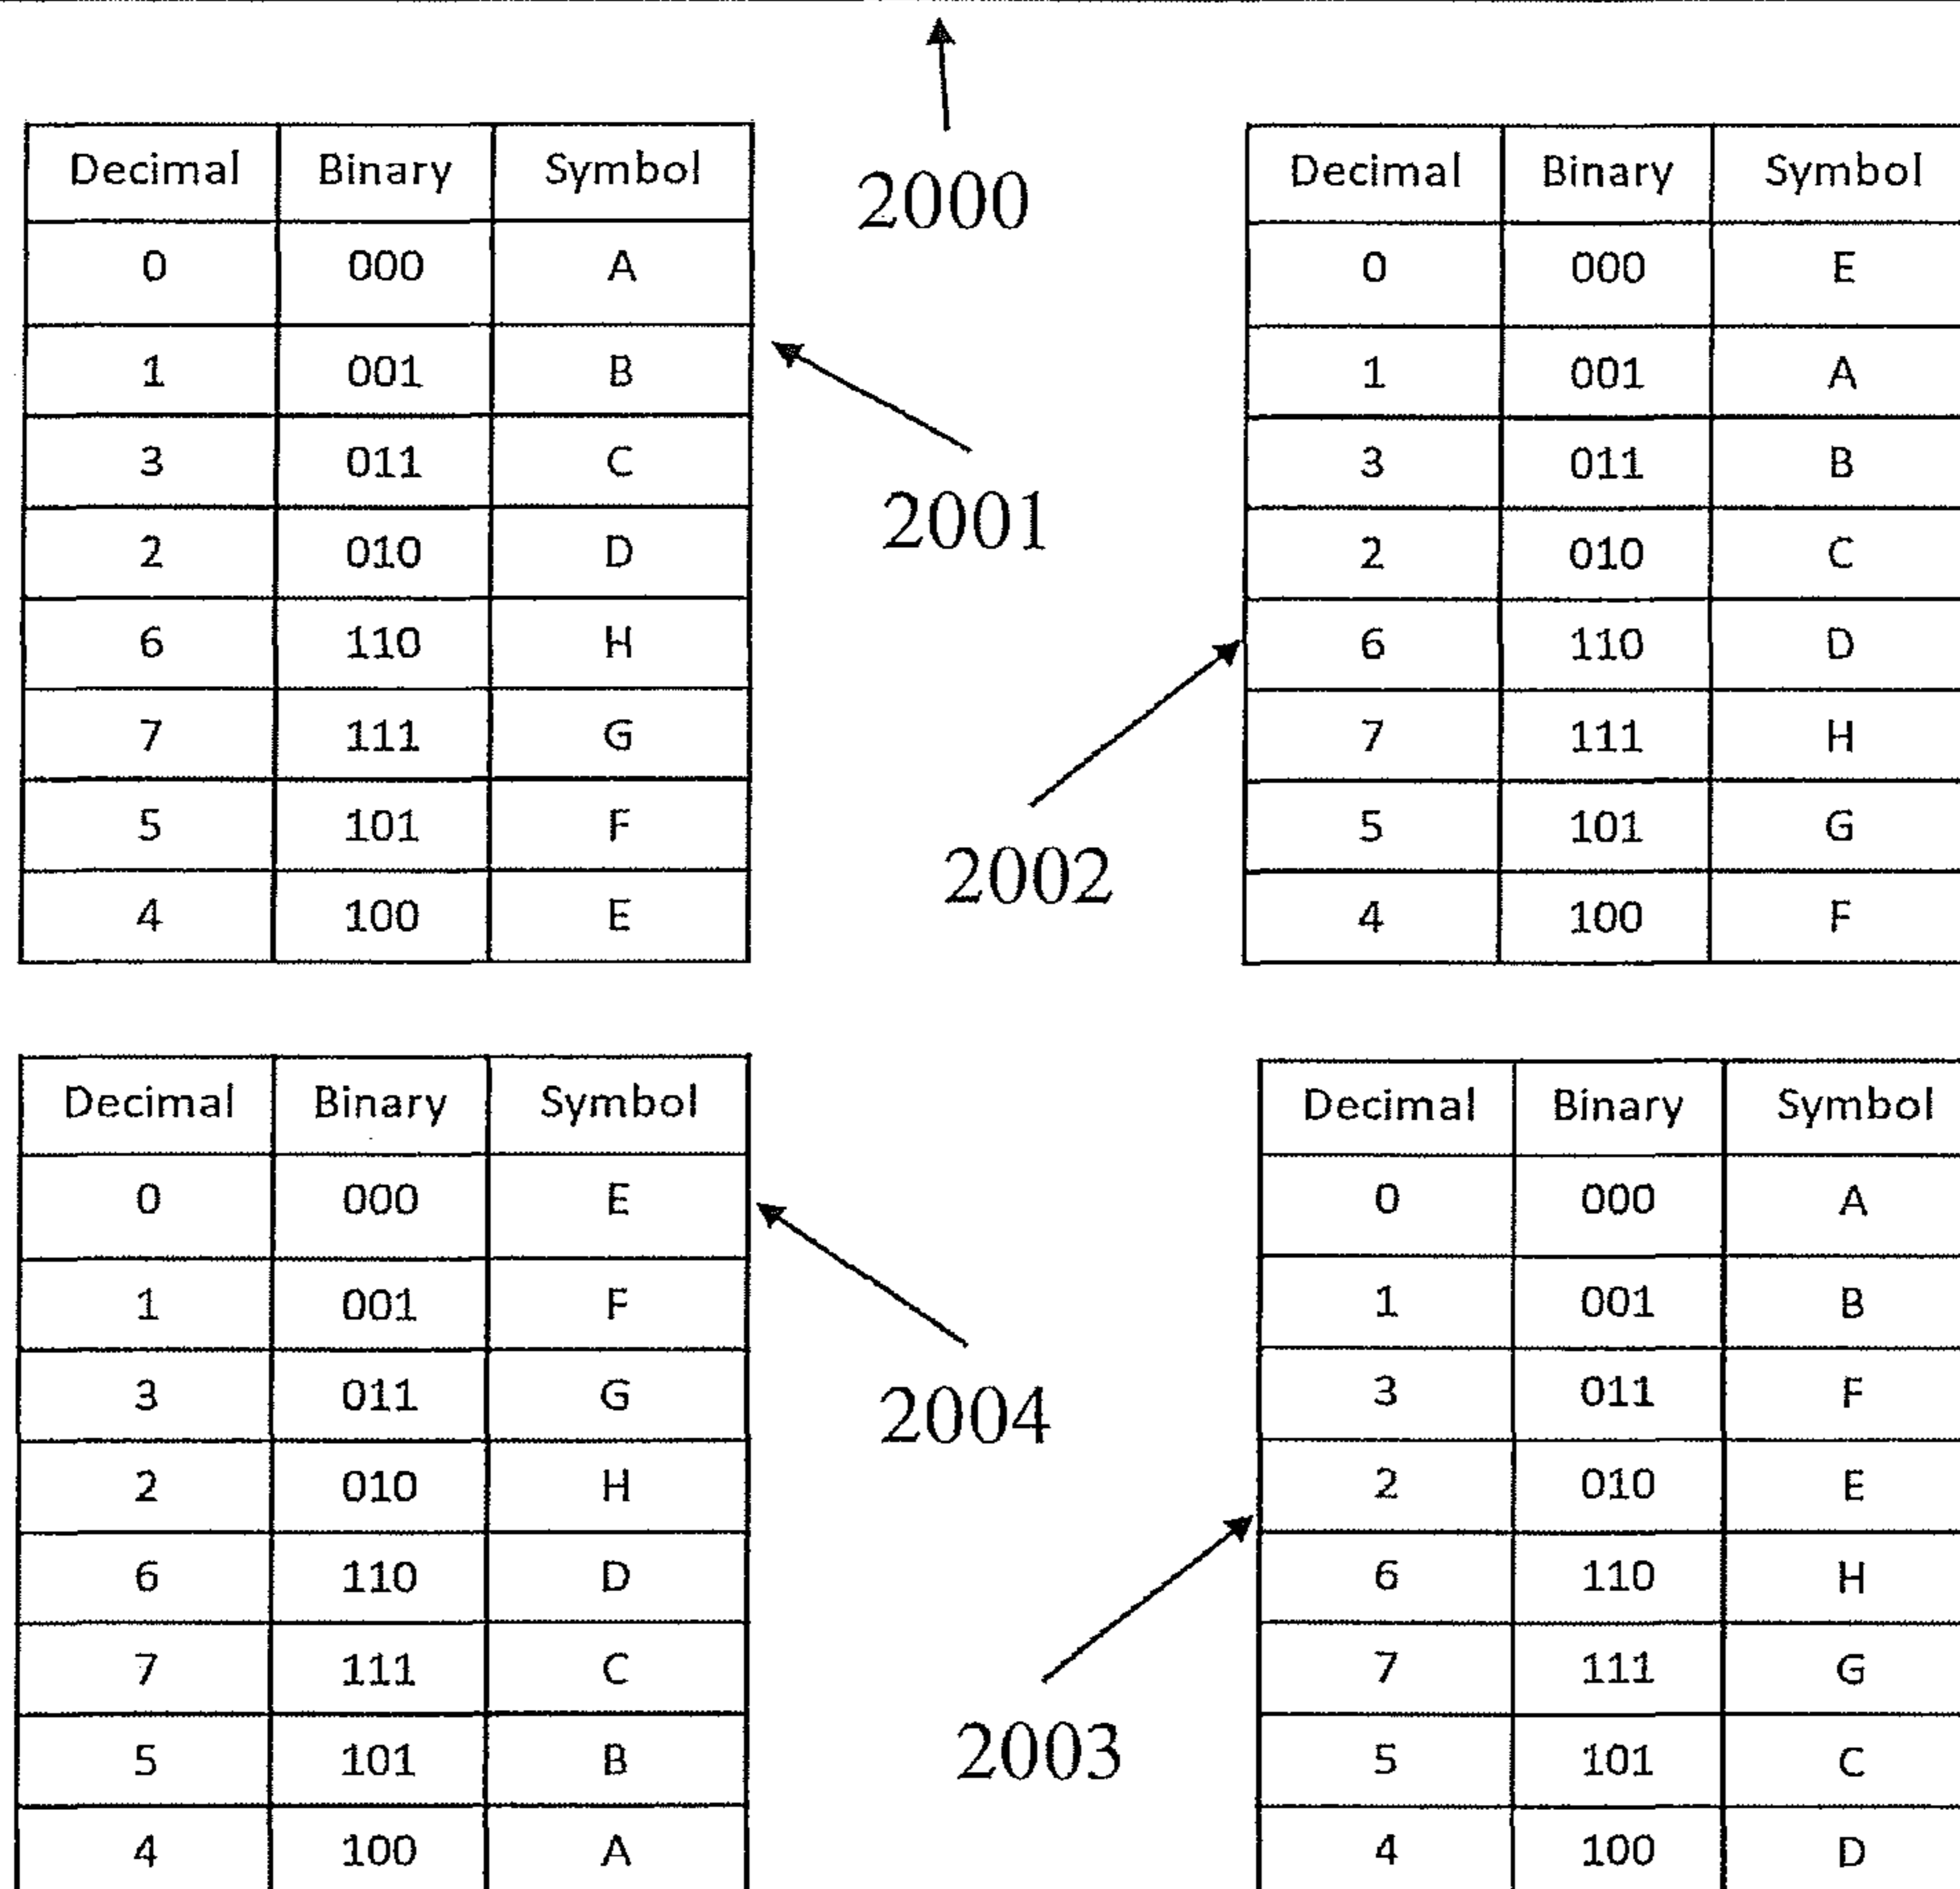 2000
Decimal Binary Symbol
0 000 A
1 001 B
3 011 C
2 010 D
6 110 H
7 111 G
5 101 F
4 100 E
2001
Decimal Binary Symbol
0 000 E
1 001 A
3 011 B
2 010 C
6 110 D
7 111 H
5 101 G
4 100 F
2002
Decimal Binary Symbol
0 000 E
1 001 F
3 011 G
2 010 H
6 110 D
7 111 C
5 101 B
4 100 A
2004
Decimal Binary Symbol
0 000 A
1 001 B
3 011 F
2 010 E
6 110 H
7 111 G
5 101 C
4 100 D
2003